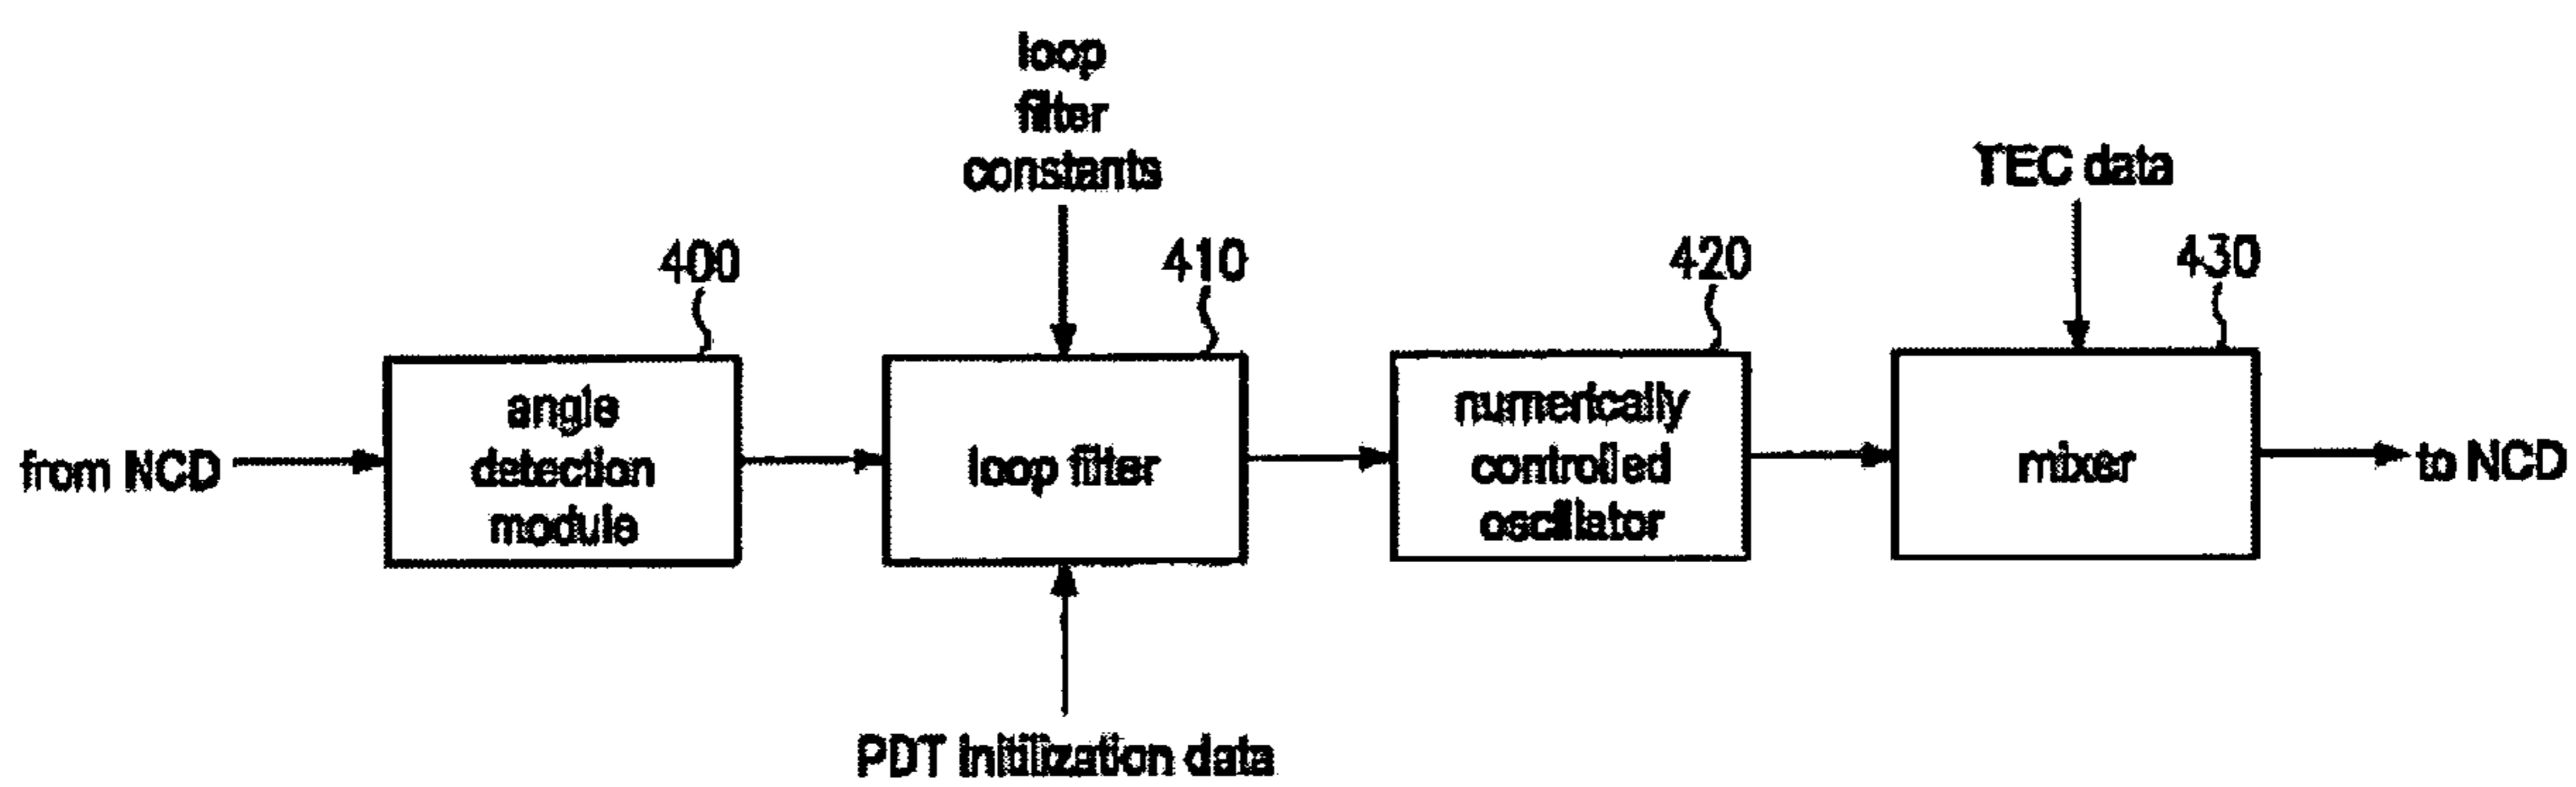 loop
filter
constants
TEC data
400
410
420
430
from NCD
angle
detection
module
loop filter
numerically
controlled
oscillator
mixer
to NCD
PDT Initilization data